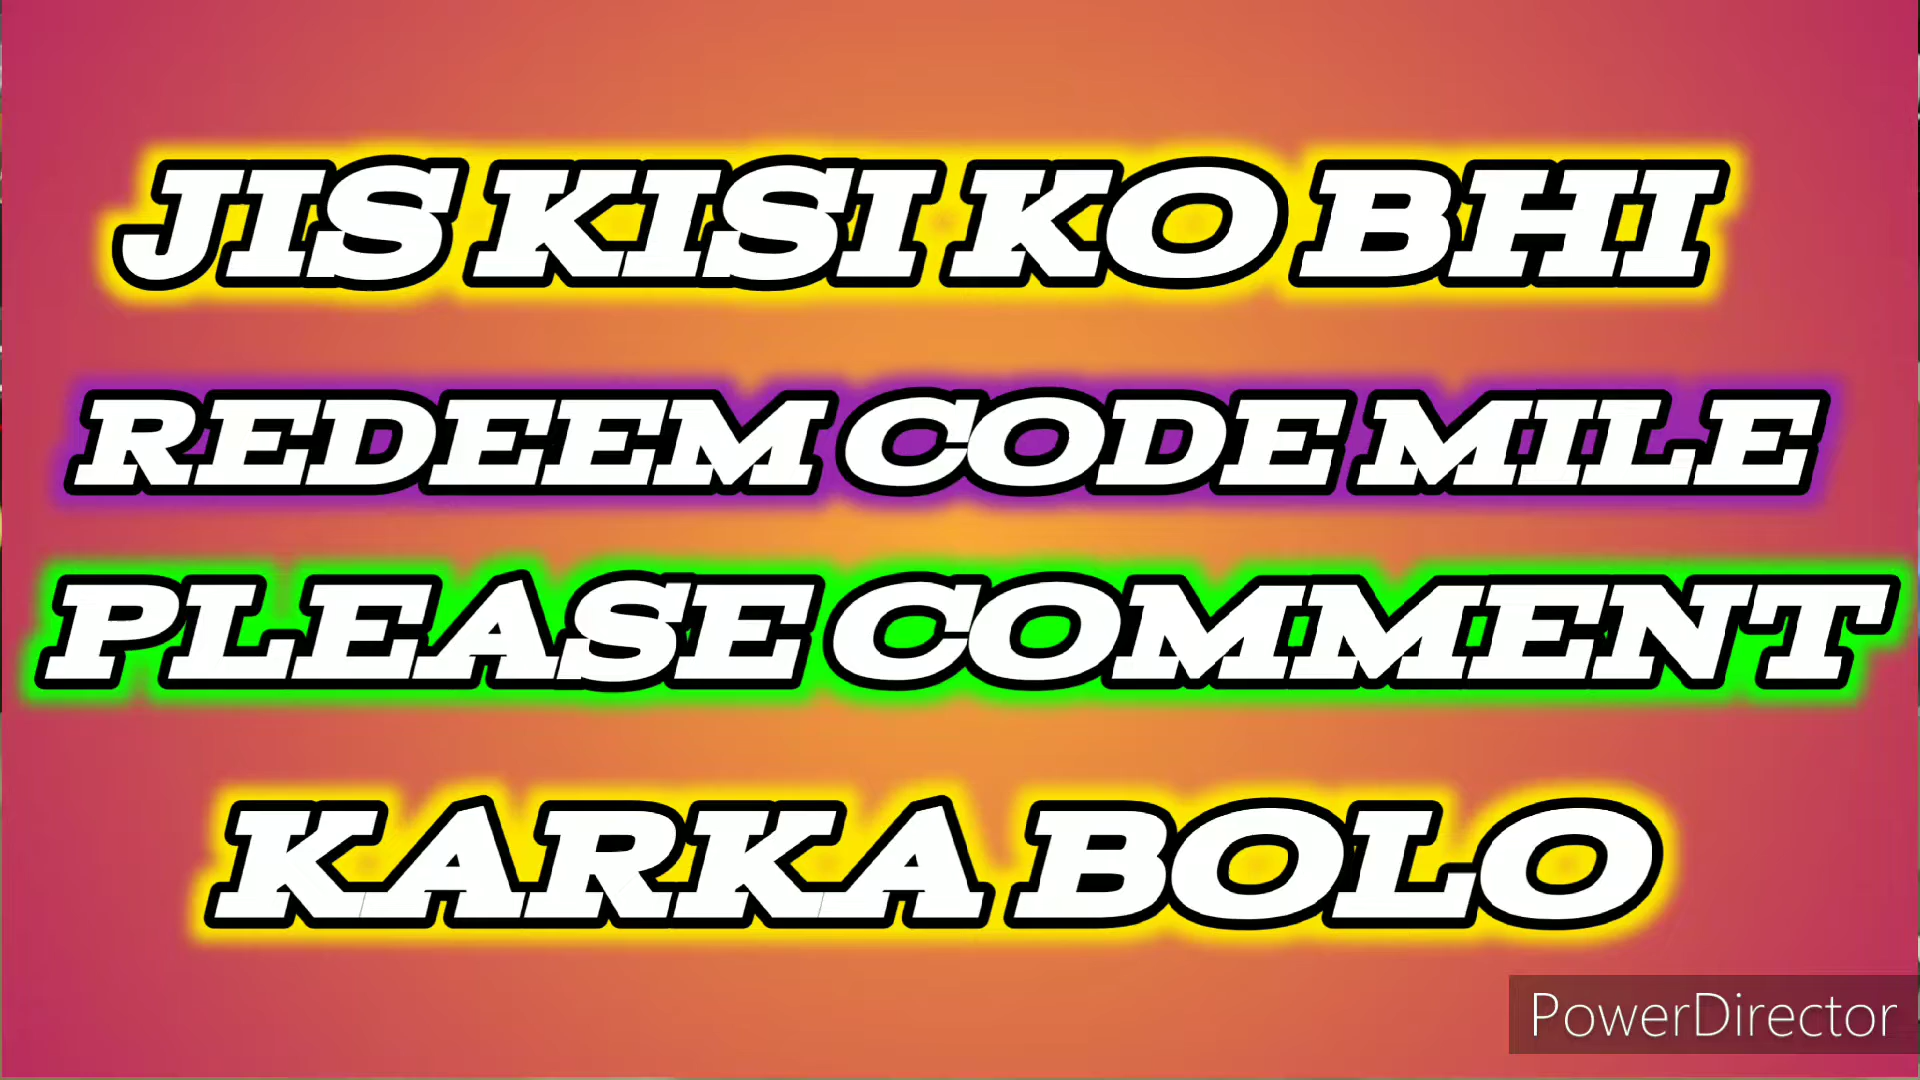 JIS KISI KO BHI
REDEEM CODE MILE
PLEASE COMMENT
KARKA BOLO
PowerDirector